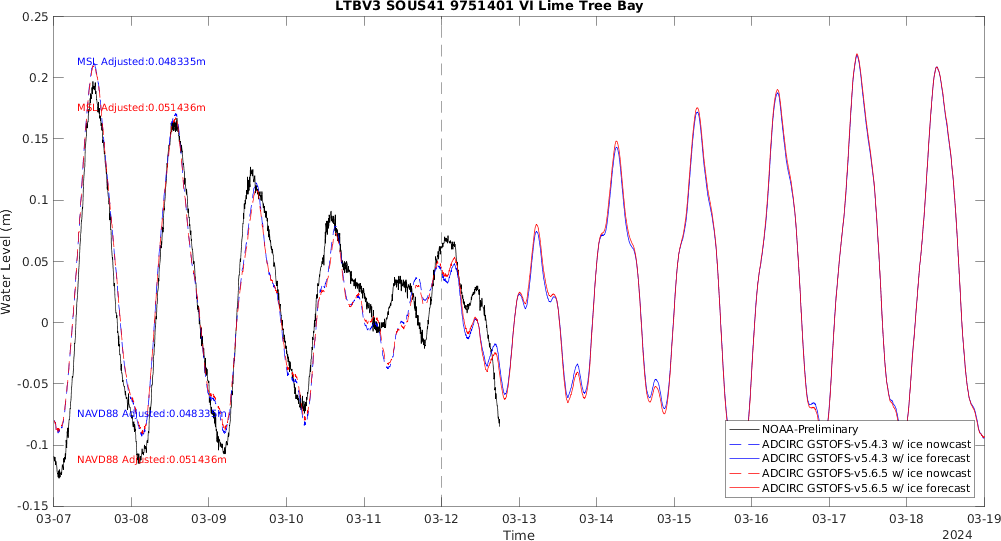 LTBV3 SOUS41 9751401 VI Lime Tree Bay
0.25
0.2
0.15
0.1
0.05
0
-0.05
-0.1
-0.15
Water Level (m)
MSL Adjusted:0.048335m
MSL Adjusted:0.051436m
NAVD88 Adjusted:0.048335m
NAVD88 Adjusted:0.051436m
NOAA-Preliminary
ADCIRC GSTOFS-v5.4.3 w/ ice nowcast
ADCIRC GSTOFS-v5.4.3 w/ ice forecast
ADCIRC GSTOFS-v5.6.5 w/ ice nowcast
ADCIRC GSTOFS-v5.6.5 w/ ice forecast
03-07 03-08 03-09 03-10 03-11 03-12 03-13 03-14 03-15 03-16 03-17 03-18 03-19
Time
2024